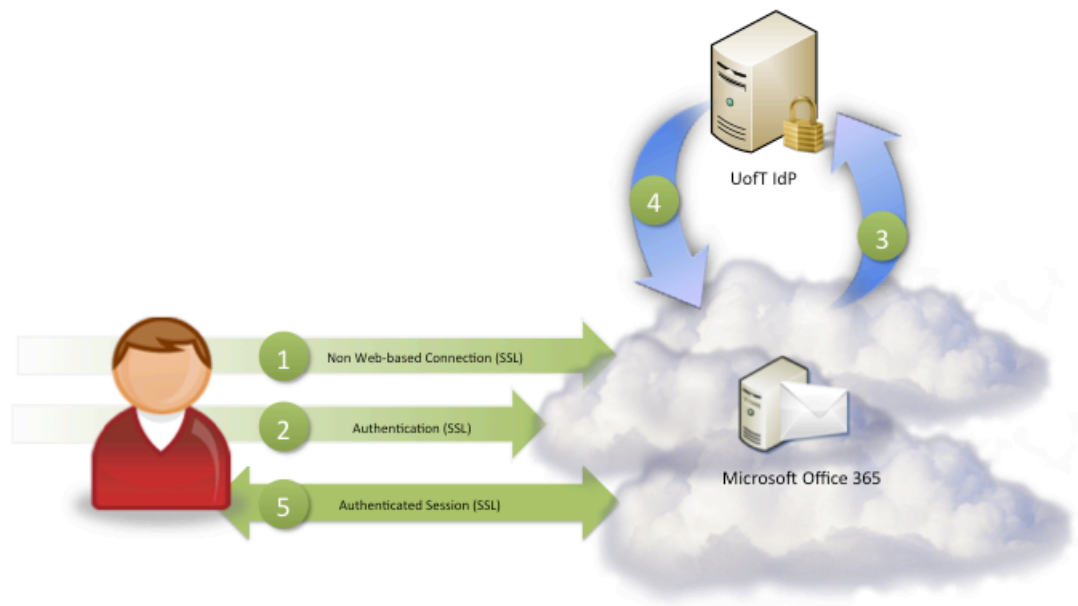 UofT IdP
4
3
1 Non Web-based Connection (SSL)
2 Authentication (SSL)
Microsoft Office 365
5 Authenticated Session (SSL)